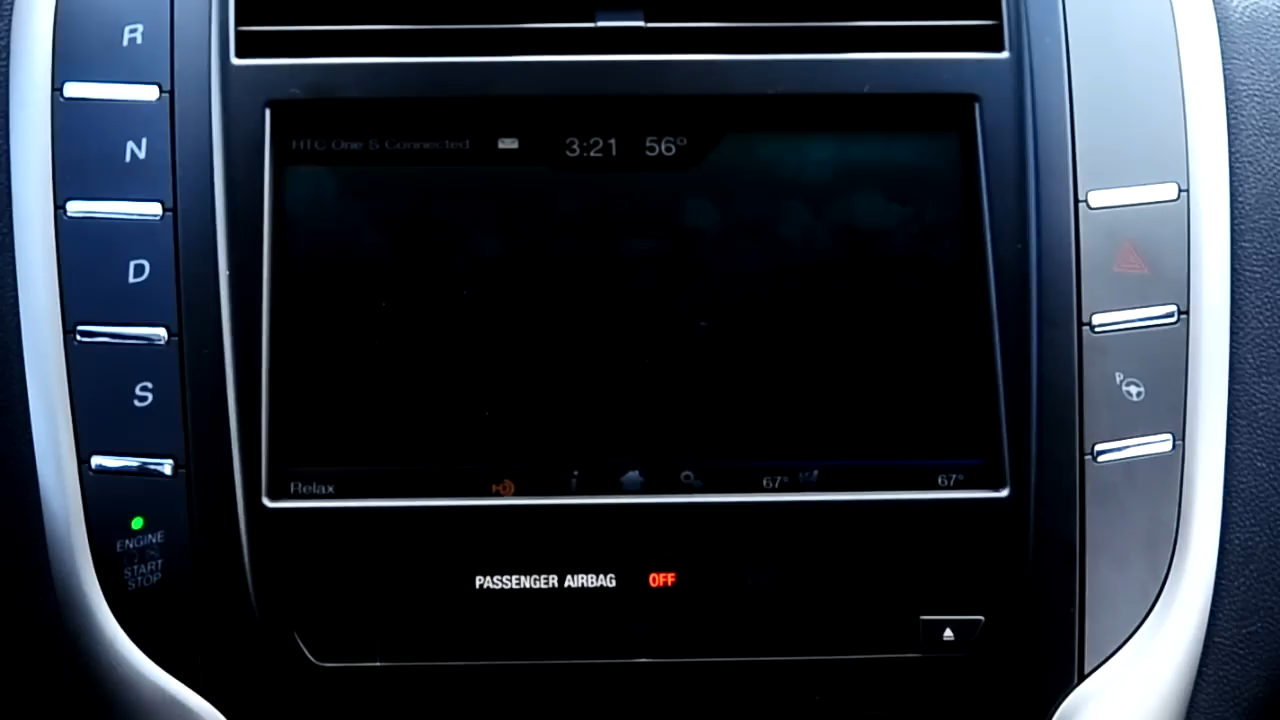 R
N
D
S
ENGINE
START
STOP
HTC One S Connected
3:21 56°
Relax
67° 67°
PASSENGER AIRBAG OFF
P